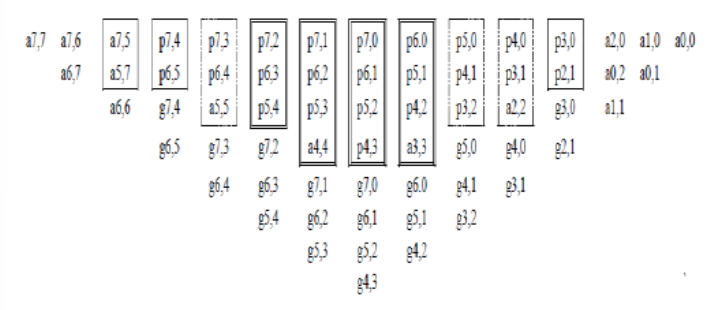 a7,7 a7,6 a7,5 p7,4 p7,3 p7,2 p7,1 p7,0 p6.0 p5,0 p4,0 p3,0 a2,0 a1,0 a0,0
a6,7 a5,7 p6,5 p6,4 p6,3 p6,2 p6,1 p5,1 p4,1 p3,1 p2,1 a0,2 a0,1
a6,6 g7,4 a5,5 p5,4 p5,3 p5,2 p4,2 p3,2 a2,2 g3,0 a1,1
g6,5 g7,3 g7,2 a4,4 p4,3 a3,3 g5,0 g4,0 g2,1
g6,4 g6,3 g7,1 g7,0 g6.0 g4,1 g3,1
g5,4 g6,2 g6,1 g5,1 g3,2
g5,3 g5,2 g4,2
g4,3